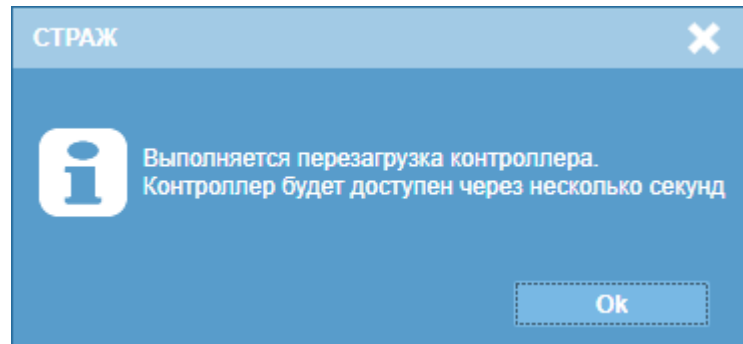 СТРАЖ
Выполняется перезагрузка контроллера.
Контроллер будет доступен через несколько секунд
Ok